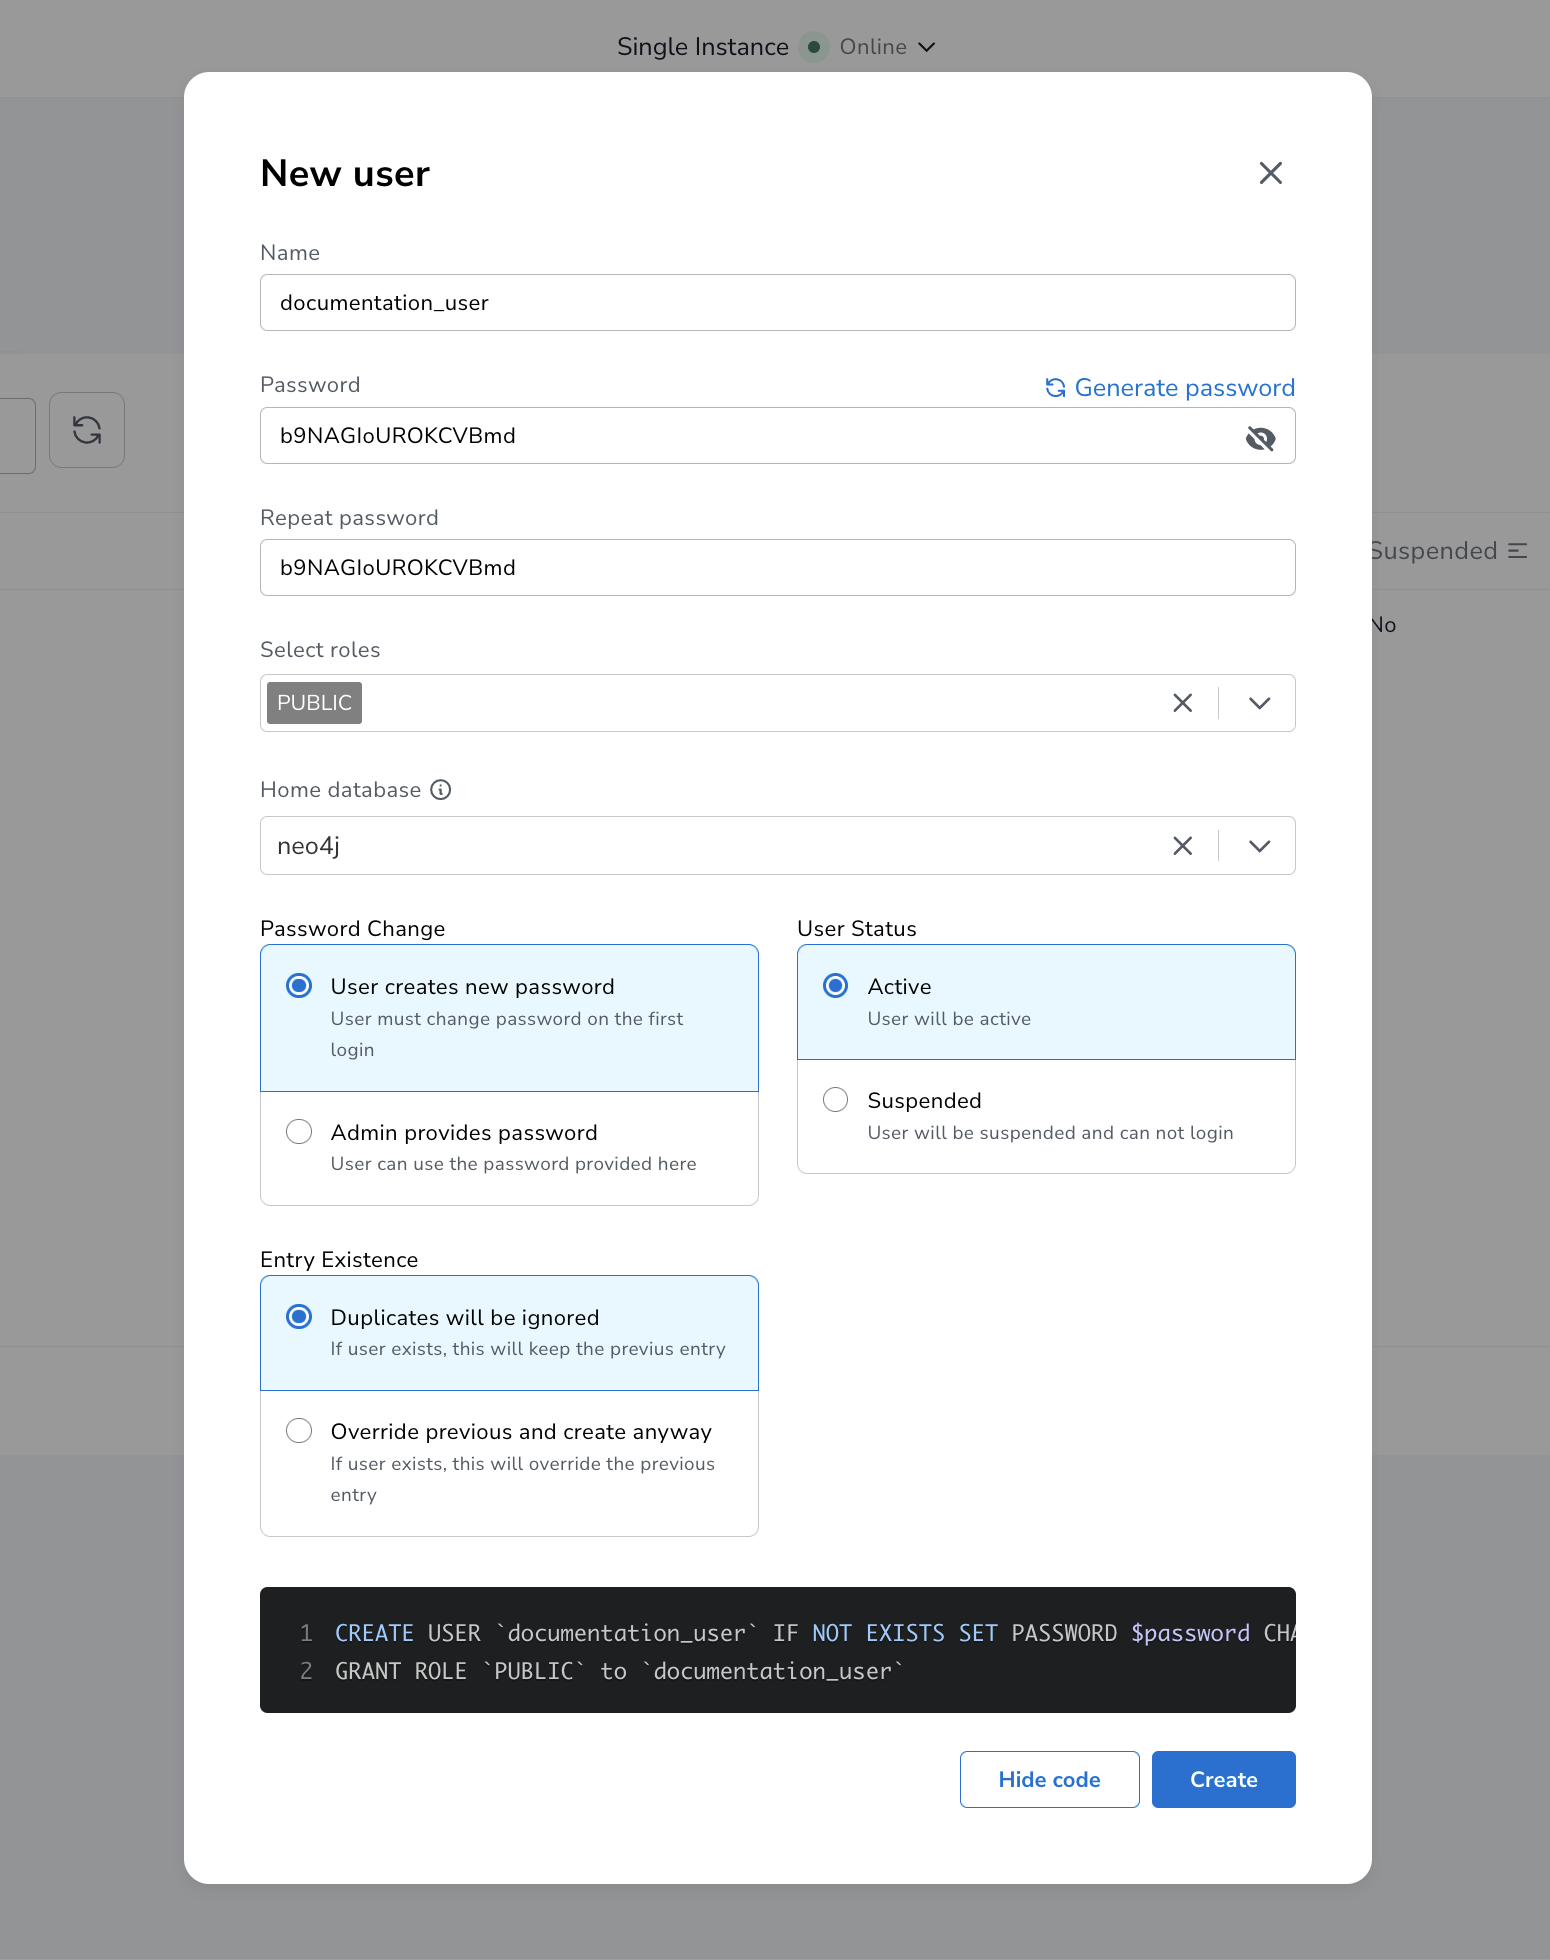 Single Instance Online
New user
Name
documentation_user
Password
Generate password
b9NAGIoUROKCVBmd
Repeat password
b9NAGIoUROKCVBmd
Suspended
No
Select roles
PUBLIC
Home database
neo4j
Password Change
User creates new password
User must change password on the first
login
Admin provides password
User can use the password provided here
User Status
Active
User will be active
Suspended
User will be suspended and can not login
Entry Existence
Duplicates will be ignored
If user exists, this will keep the previus entry
Override previous and create anyway
If user exists, this will override the previous
entry
1 CREATE USER `documentation_user` IF NOT EXISTS SET PASSWORD $password CHA
2 GRANT ROLE `PUBLIC` to `documentation_user`
Hide code
Create